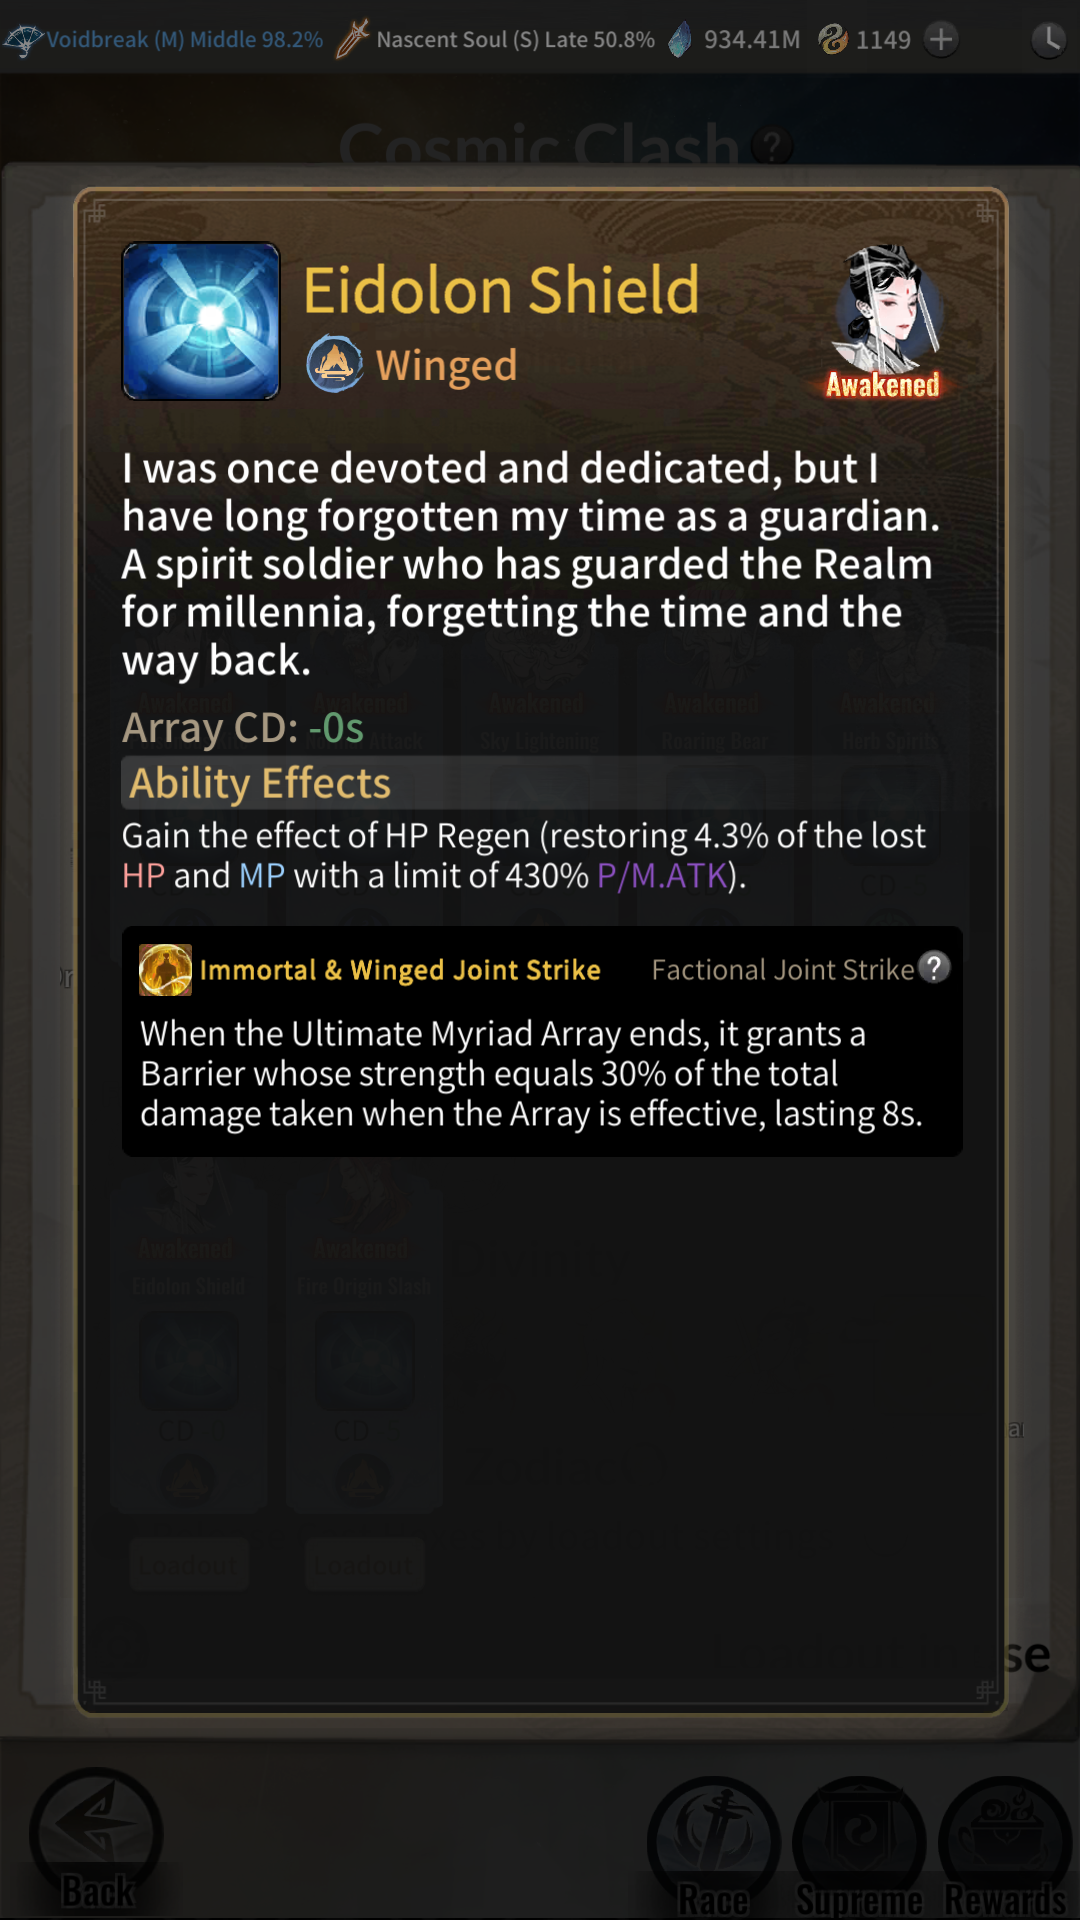 Voidbreak (M) Middle 98.2% Nascent Soul (S) Late 50.8% 934.41M 1149
Cosmic Clash ?
Eidolon Shield
Winged
Awakened
I was once devoted and dedicated, but I
have long forgotten my time as a guardian.
A spirit soldier who has guarded the Realm
for millennia, forgetting the time and the
way back.
Awakened Awakened Awakened Awakened Awakened
Attack Sky Lightening Roaring Bear Herb Spirits
Array CD: -0s
Ability Effects
Gain the effect of HP Regen (restoring 4.3% of the lost
HP and MP with a limit of 430% P/M.ATK).
CD
Immortal & Winged Joint Strike Factional Joint Strike ?
When the Ultimate Myriad Array ends, it grants a
Barrier whose strength equals 30% of the total
damage taken when the Array is effective, lasting 8s.
Awakened Awakened
Eidolon Shield Fire Origin Slash
CD CD
Loadout Loadout
se
Back Race Supreme Rewards